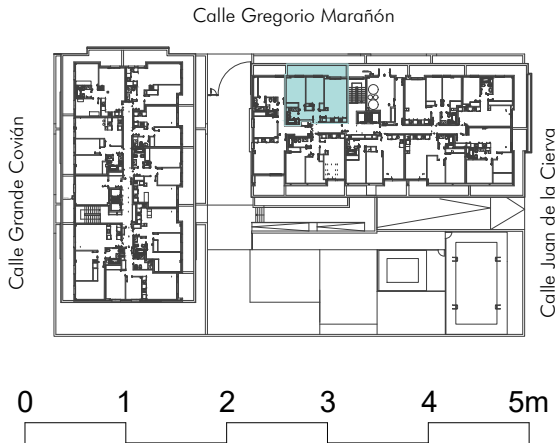 Calle Gregorio Marañón
Calle Grande Covián
Calle Juan de la Cierva
0 1 2 3 4 5m